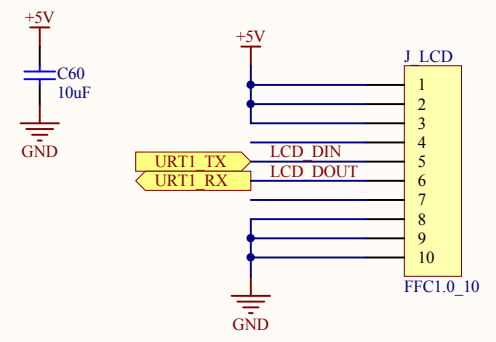 +5V
C60
10uF
GND
+5V
J_LCD
1
2
3
4
URT1_TX LCD_DIN 5
URT1_RX LCD_DOUT 6
7
8
9
10
FFC1.0_10
GND